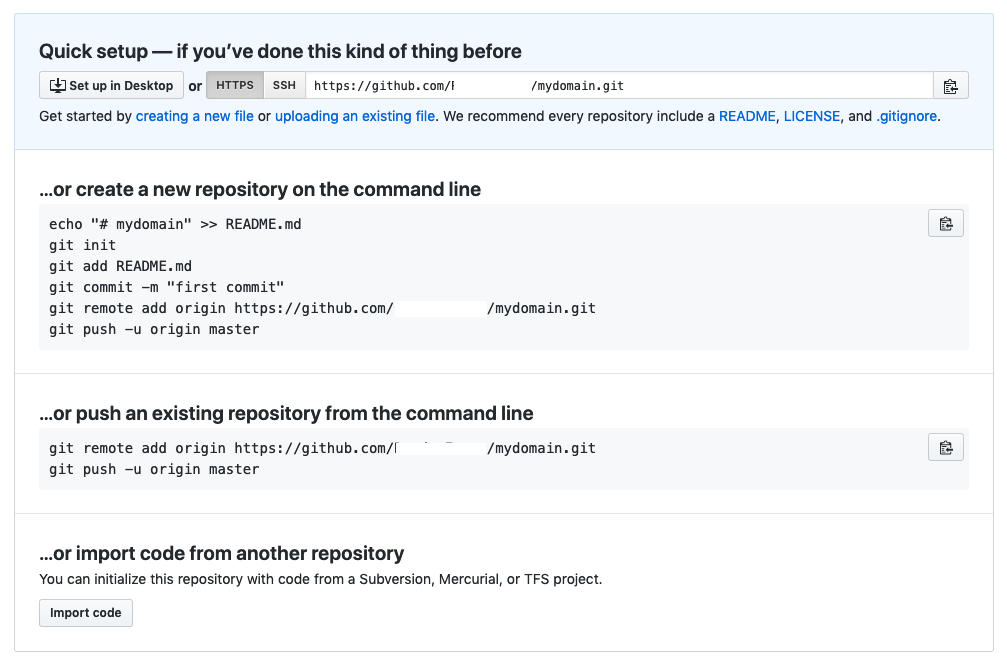 Quick setup — if you’ve done this kind of thing before
Set up in Desktop or HTTPS SSH https://github.com/ /mydomain.git
Get started by creating a new file or uploading an existing file. We recommend every repository include a README, LICENSE, and .gitignore.
…or create a new repository on the command line
echo "# mydomain" >> README.md
git init
git add README.md
git commit -m "first commit"
git remote add origin https://github.com/ /mydomain.git
git push -u origin master
…or push an existing repository from the command line
git remote add origin https://github.com/ /mydomain.git
git push -u origin master
…or import code from another repository
You can initialize this repository with code from a Subversion, Mercurial, or TFS project.
Import code